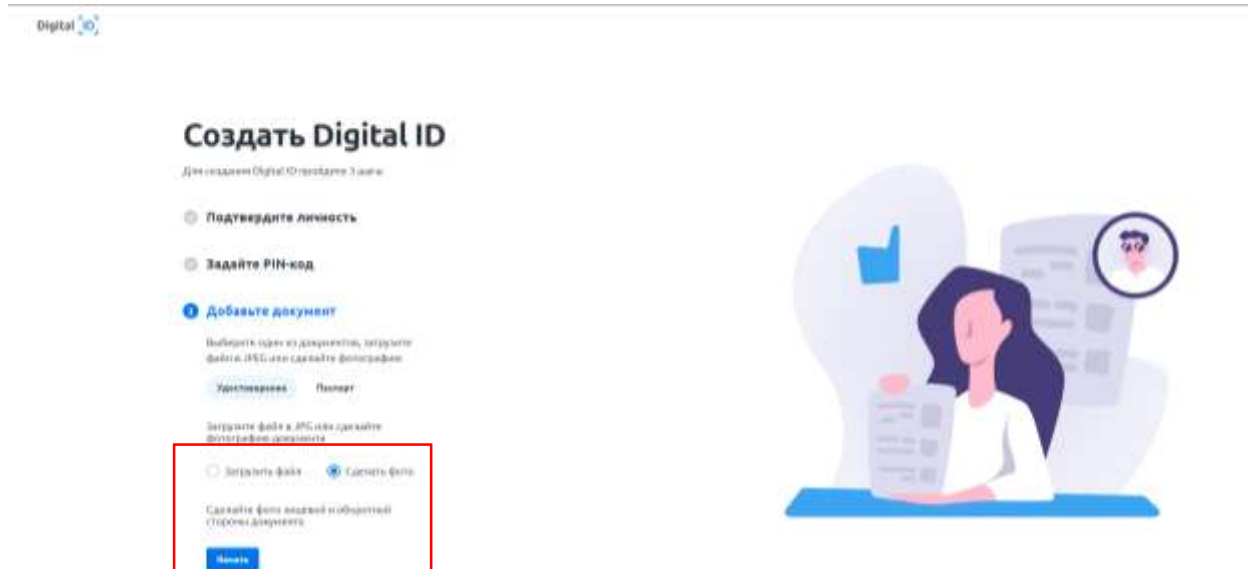 Digital ID
Создать Digital ID
Для создания Digital ID пройдите 3 шага
Подтвердите личность
Задайте PIN-код
3 Добавьте документ
Выберите один из документов, загрузите
файл в JPEG или сделайте фотографию
Удостоверение Паспорт
Загрузите файл в JPG или сделайте
фотографию документа
Загрузить файл Сделать фото
Сделайте фото лицевой и оборотной
стороны документа
Начать